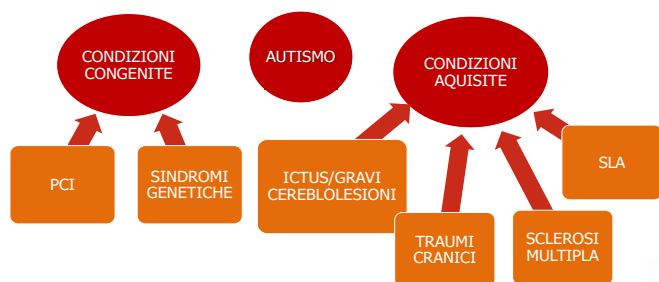 CONDIZIONI
CONGENITE
AUTISMO
CONDIZIONI
AQUISITE
PCI
SINDROMI
GENETICHE
ICTUS/GRAVI
CEREBLOLESIONI
SLA
TRAUMI
CRANICI
SCLEROSI
MULTIPLA